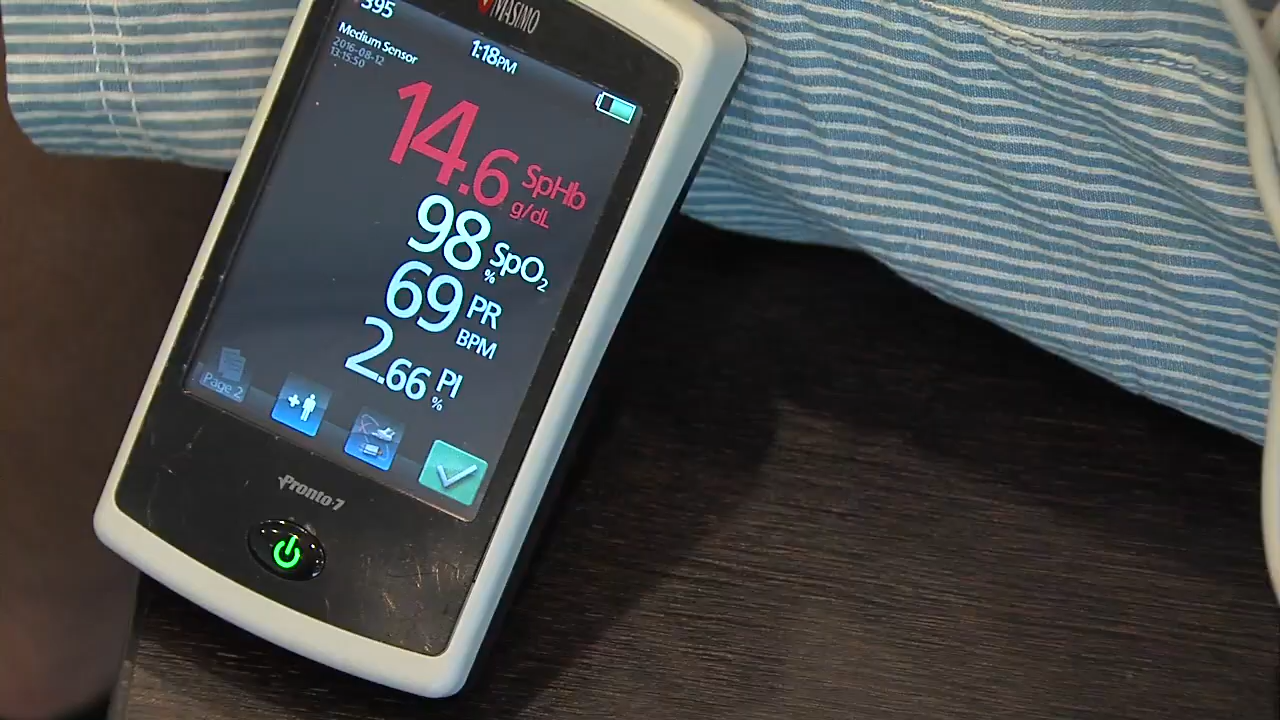 395
MASIMO
Medium Sensor
1:18PM
2016-08-12
13:15:50
14.6 SpHb
g/dL
98 SpO2
%
69 PR
BPM
2.66 PI
%
Page 2
Pronto-7